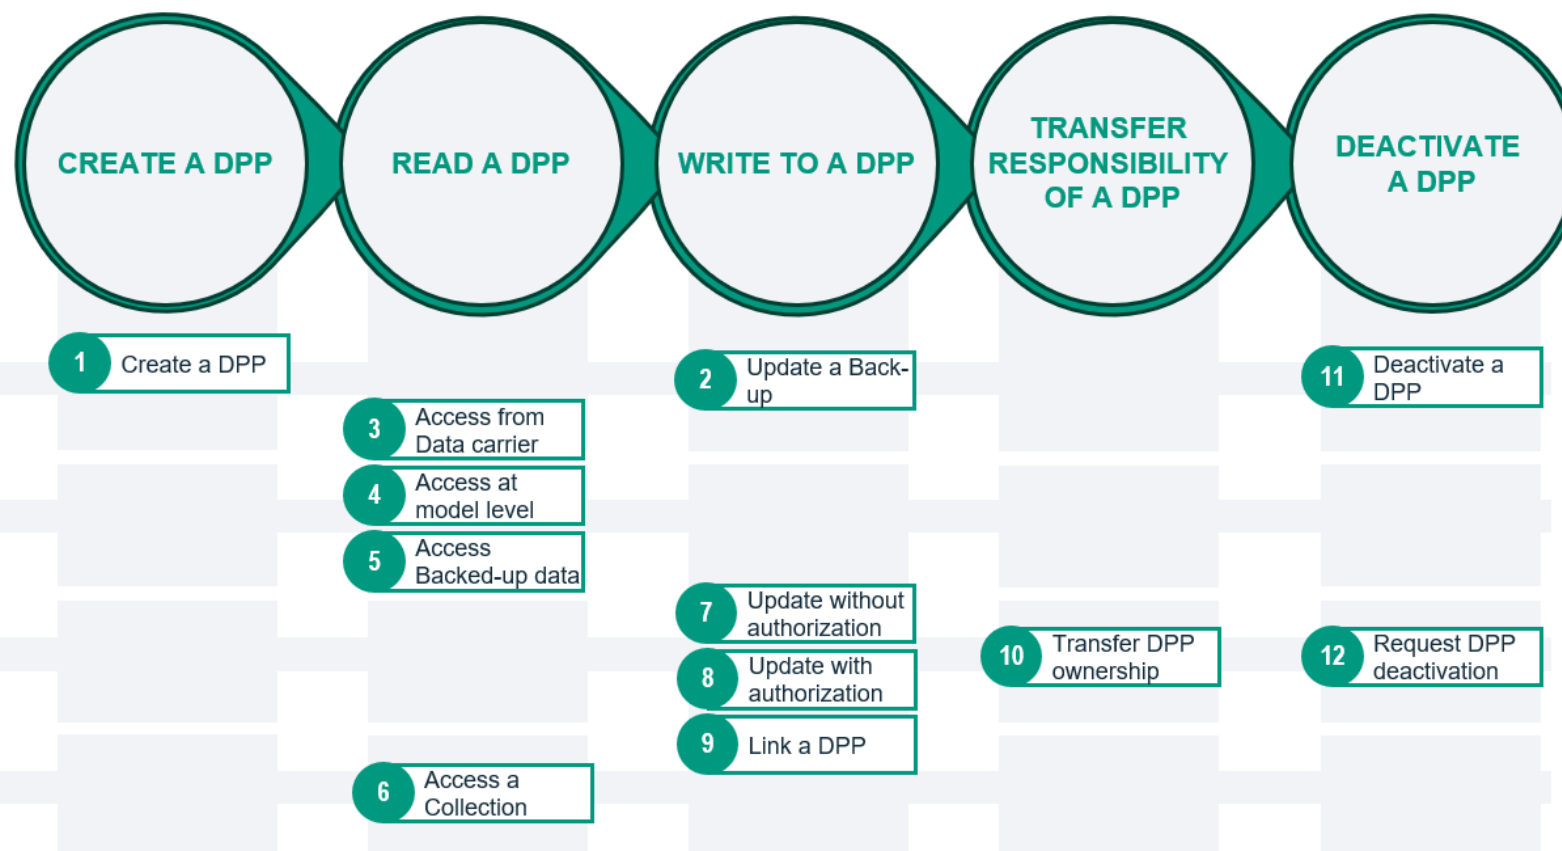 CREATE A DPP
READ A DPP
WRITE TO A DPP
TRANSFER
RESPONSIBILITY
OF A DPP
DEACTIVATE
A DPP
1
Create a DPP
2
Update a Back-
up
11
Deactivate a
DPP
3
Access from
Data carrier
4
Access at
model level
5
Access
Backed-up data
7
Update without
authorization
10
Transfer DPP
ownership
12
Request DPP
deactivation
8
Update with
authorization
9
Link a DPP
6
Access a
Collection